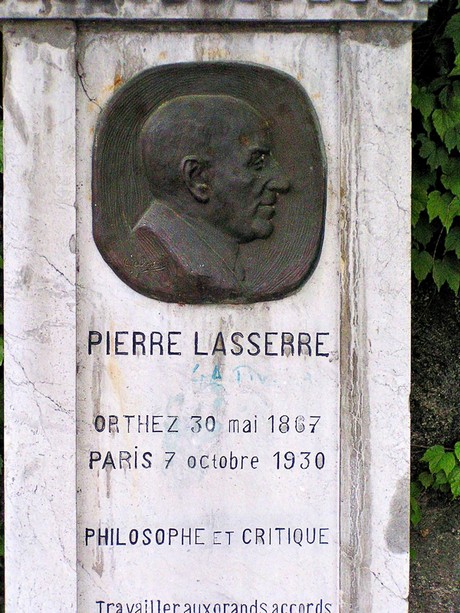 PIERRE LASSERRE
ORTHEZ 30 mai 1867
PARIS 7 octobre 1930
PHILOSOPHE ET CRITIQUE
Travailler aux grands accords